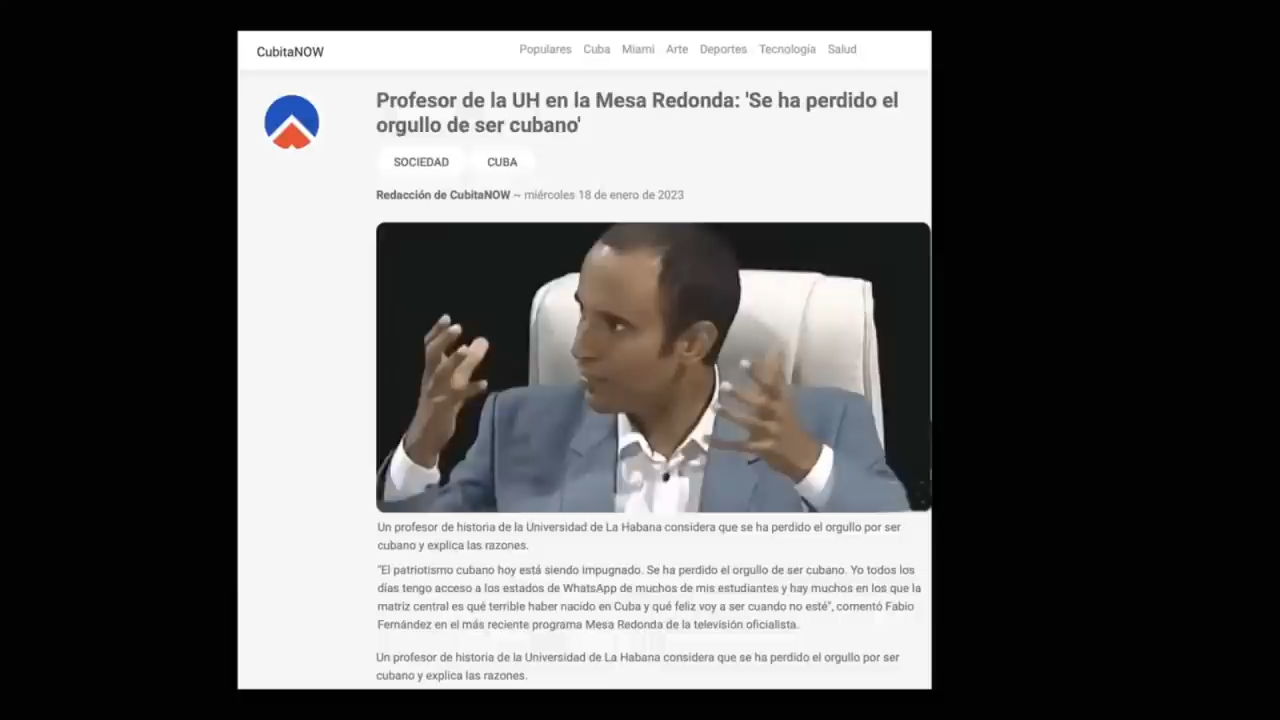 CubitaNOW
Populares Cuba Miami Arte Deportes Tecnología Salud
Profesor de la UH en la Mesa Redonda: 'Se ha perdido el
orgullo de ser cubano'
SOCIEDAD CUBA
Redacción de CubitaNOW ~ miércoles 18 de enero de 2023
Un profesor de historia de la Universidad de La Habana considera que se ha perdido el orgullo por ser
cubano y explica las razones.
"El patriotismo cubano hoy está siendo impugnado. Se ha perdido el orgullo de ser cubano. Yo todos los
días tengo acceso a los estados de WhatsApp de muchos de mis estudiantes y hay muchos en los que la
matriz central es qué terrible haber nacido en Cuba y qué feliz voy a ser cuando no esté", comentó Fabio
Fernández en el más reciente programa Mesa Redonda de la televisión oficialista.
Un profesor de historia de la Universidad de La Habana considera que se ha perdido el orgullo por ser
cubano y explica las razones.